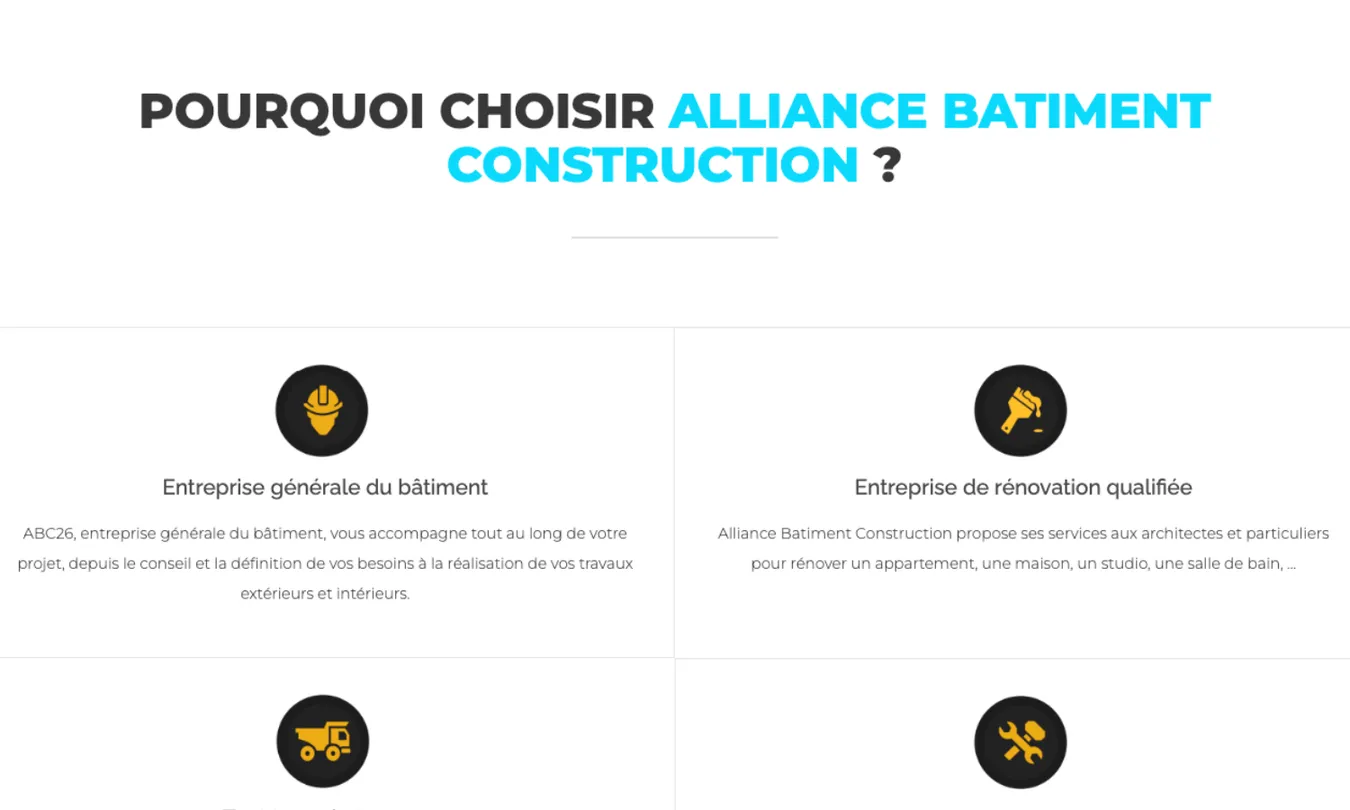 POURQUOI CHOISIR ALLIANCE BATIMENT
CONSTRUCTION ?
Entreprise générale du bâtiment
ABC26, entreprise générale du bâtiment, vous accompagne tout au long de votre
projet, depuis le conseil et la définition de vos besoins à la réalisation de vos travaux
extérieurs et intérieurs.
Entreprise de rénovation qualifiée
Alliance Batiment Construction propose ses services aux architectes et particuliers
pour rénover un appartement, une maison, un studio, une salle de bain, ...